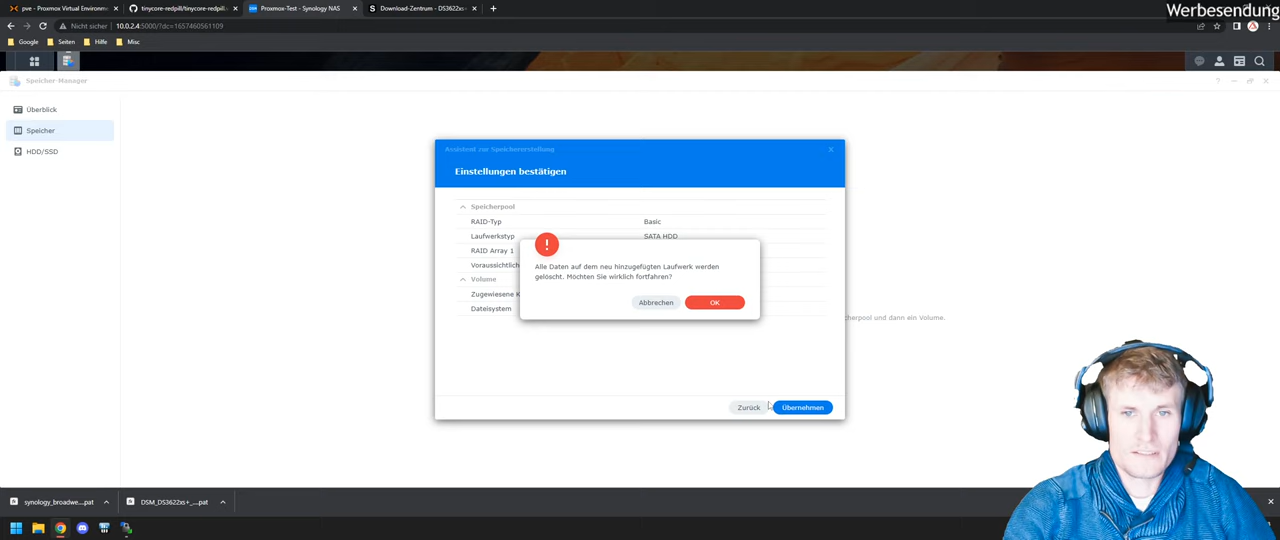 pve - Proxmox Virtual Environm
tinycore-redpill/tinycore-redpill.
Proxmox-Test - Synology NAS
Download-Zentrum - DS3622xs+
Werbesendung
Nicht sicher
10.0.2.4:5000/?dc=1657460561109
Google
Seiten
Hilfe
Misc
Speicher-Manager
Überblick
Speicher
HDD/SSD
Assistent zur Speichererstellung
Einstellungen bestätigen
Speicherpool
RAID-Typ
Basic
Laufwerkstyp
SATA HDD
RAID Array 1
Voraussichtlich
Volume
Zugewiesene K
Dateisystem
Alle Daten auf dem neu hinzugefügten Laufwerk werden
gelöscht. Möchten Sie wirklich fortfahren?
Abbrechen
OK
cherpool und dann ein Volume.
Zurück
Übernehmen
synology_broadwe....pat
DSM_DS3622xs+_....pat